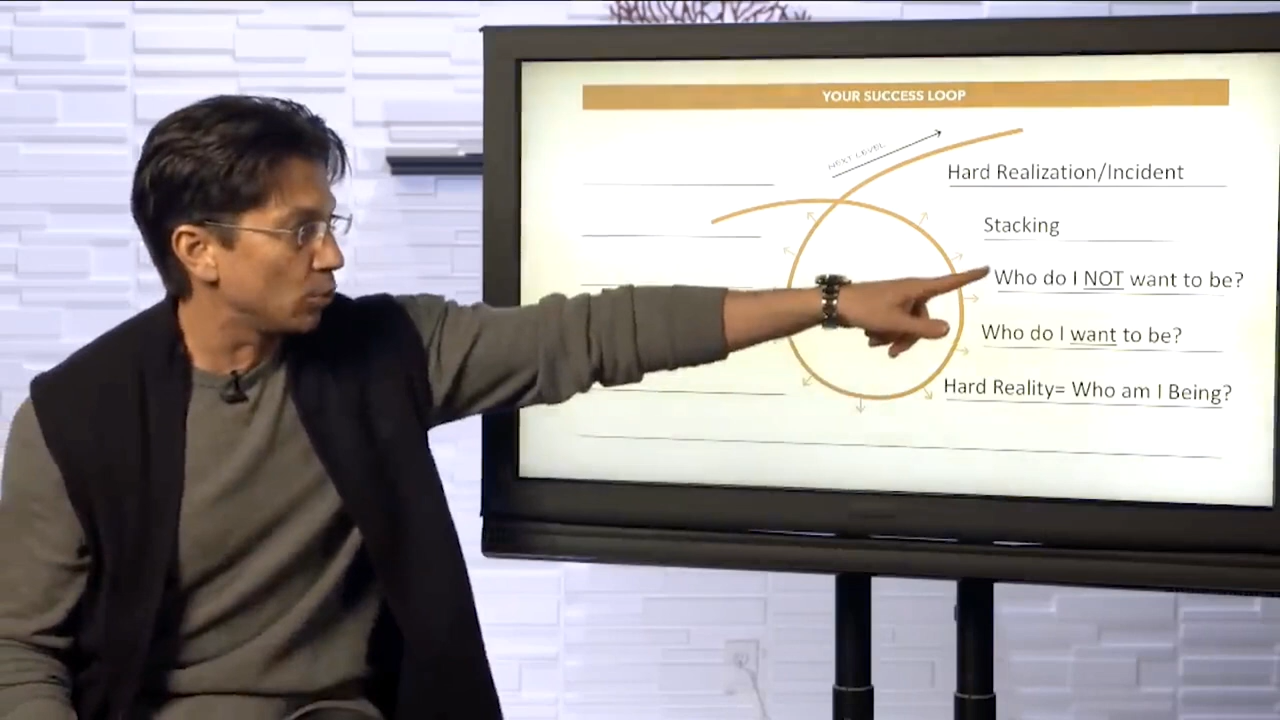 YOUR SUCCESS LOOP
NEXT LEVEL
Hard Realization/Incident
Stacking
Who do I NOT want to be?
Who do I want to be?
Hard Reality= Who am I Being?